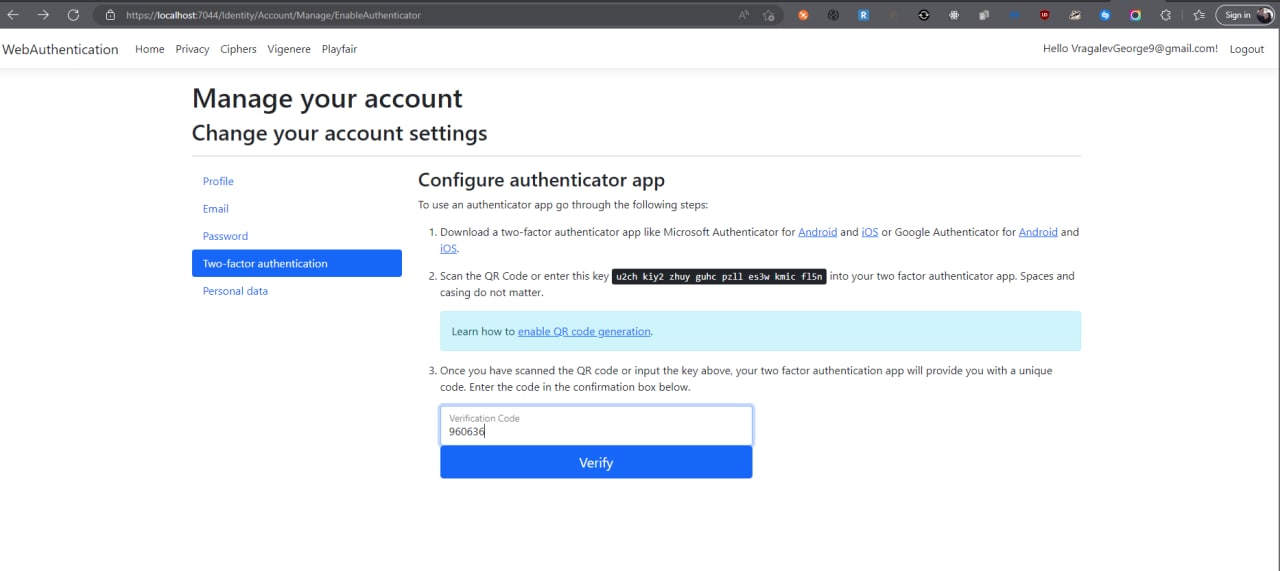 https://localhost:7044/Identity/Account/Manage/EnableAuthenticator
Sign in
WebAuthentication Home Privacy Ciphers Vigenere Playfair Hello VragalevGeorge9@gmail.com! Logout
Manage your account
Change your account settings
Profile
Email
Password
Two-factor authentication
Personal data
Configure authenticator app
To use an authenticator app go through the following steps:
1. Download a two-factor authenticator app like Microsoft Authenticator for Android and iOS or Google Authenticator for Android and
iOS.
2. Scan the QR Code or enter this key u2ch kiy2 zhuy guhc pzll es3w kmic fl5n into your two factor authenticator app. Spaces and
casing do not matter.
Learn how to enable QR code generation.
3. Once you have scanned the QR code or input the key above, your two factor authentication app will provide you with a unique
code. Enter the code in the confirmation box below.
Verification Code
960636
Verify